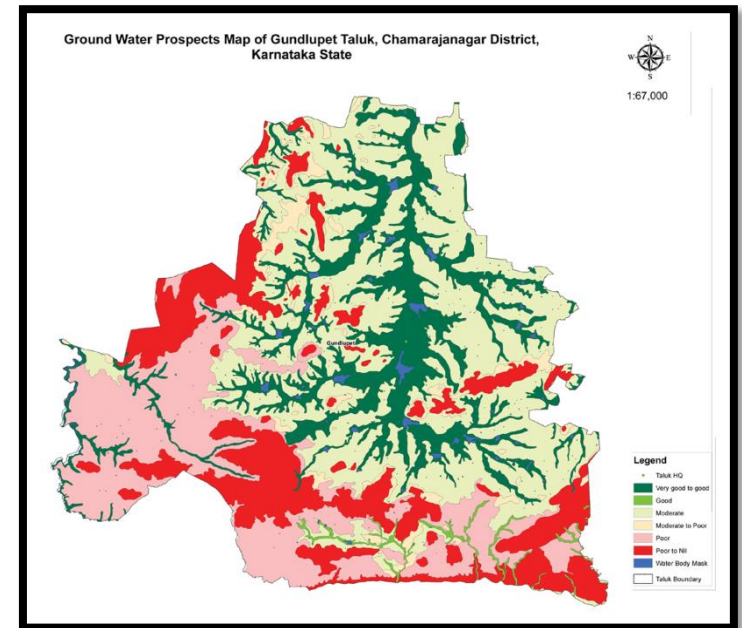 Ground Water Prospects Map of Gundlupet Taluk, Chamarajanagar District,
Karnataka State
N
W E
S
1:67,000
Gundlupete
Legend
Taluk HQ
Very good to good
Good
Moderate
Moderate to Poor
Poor
Poor to Nil
Water Body Mask
Taluk Boundary